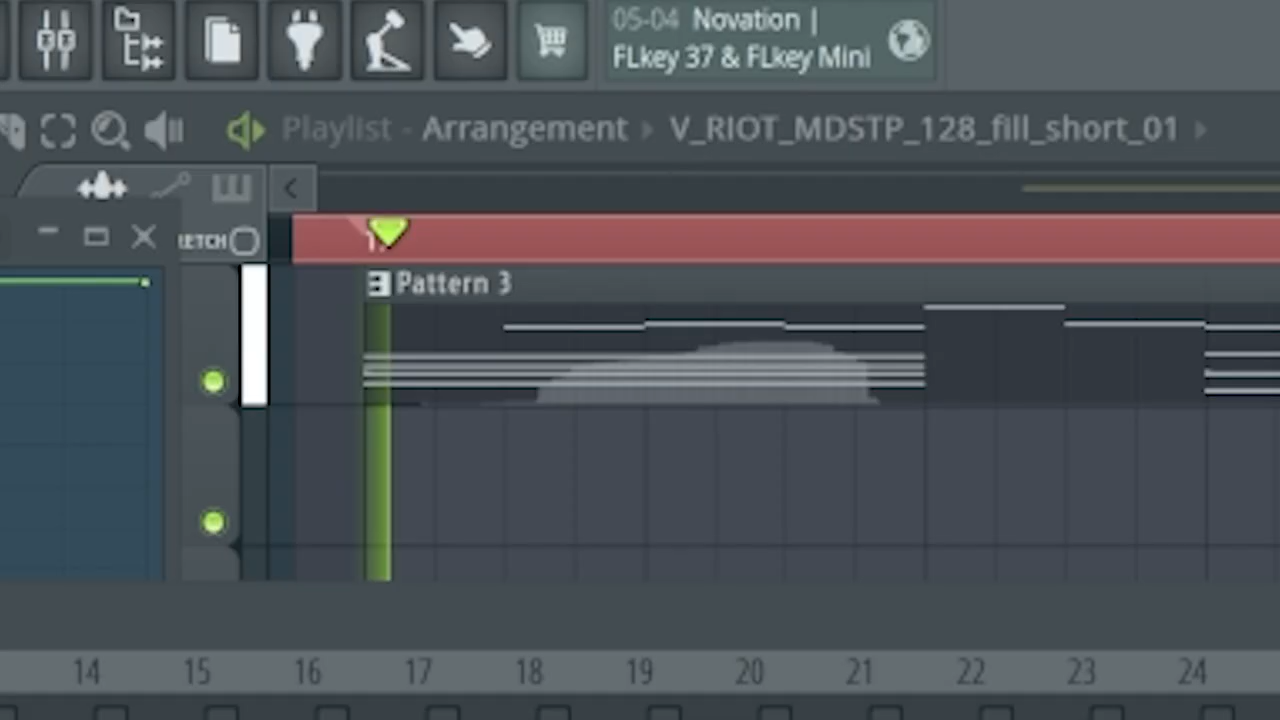 05-04 Novation |
FLkey 37 & FLkey Mini
Playlist - Arrangement V_RIOT_MDSTP_128_fill_short_01
Pattern 3
14 15 16 17 18 19 20 21 22 23 24